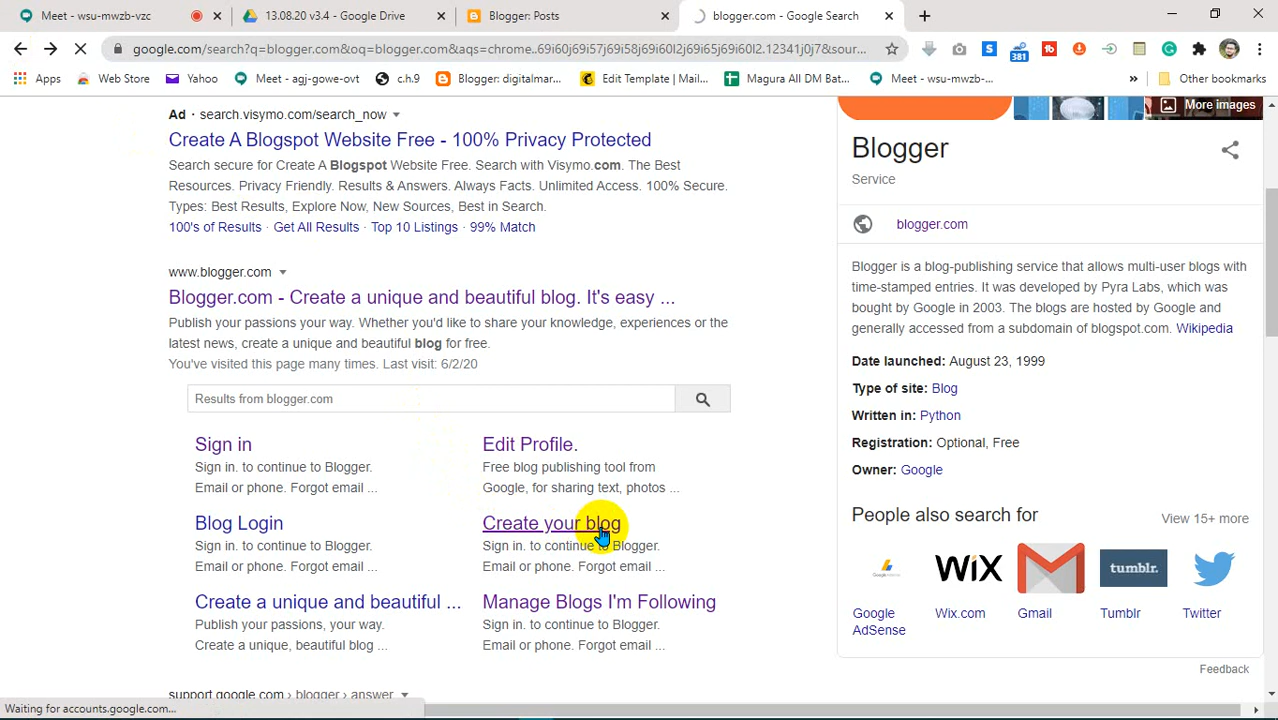 Meet - wsu-mwzb-vzc
13.08.20 v3.4 - Google Drive
Blogger: Posts
blogger.com - Google Search
google.com/search?q=blogger.com&oq=blogger.com&aqs=chrome..69i60j69i57j69i58j69i60l2j69i65j69i60l2.12341j0j7&sour...
381
Apps
Web Store
Yahoo
Meet - agj-gowe-ovt
c.h.9
Blogger: digitalmar...
Edit Template | Mail...
Magura All DM Bat...
Meet - wsu-mwzb-...
»
Other bookmarks
Ad · search.visymo.com/search_now
Create A Blogspot Website Free - 100% Privacy Protected
Search Secure for Create A Blogspot Website Free. Search with Visymo.com. The Best
Resources. Privacy Friendly. Results & Answers. Always Facts. Unlimited Access. 100% Secure.
Types: Best Results, Explore Now, New Sources, Best in Search.
100's of Results · Get All Results · Top 10 Listings · 99% Match
www.blogger.com
Blogger.com - Create a unique and beautiful blog. It's easy ...
Publish your passions your way. Whether you'd like to share your knowledge, experiences or the
latest news, create a unique and beautiful blog for free.
You've visited this page many times. Last visit: 6/2/20
Results from blogger.com
Sign in
Sign in. to continue to Blogger.
Email or phone. Forgot email ...
Edit Profile.
Free blog publishing tool from
Google, for sharing text, photos ...
Blog Login
Sign in. to continue to Blogger.
Email or phone. Forgot email ...
Create your blog
Sign in. to continue to Blogger.
Email or phone. Forgot email ...
Create a unique and beautiful ...
Publish your passions, your way.
Create a unique, beautiful blog ...
Manage Blogs I'm Following
Sign in. to continue to Blogger.
Email or phone. Forgot email ...
support.google.com › blogger › answer
Waiting for accounts.google.com...
More images
Blogger
Service
blogger.com
Blogger is a blog-publishing service that allows multi-user blogs with
time-stamped entries. It was developed by Pyra Labs, which was
bought by Google in 2003. The blogs are hosted by Google and
generally accessed from a subdomain of blogspot.com. Wikipedia
Date launched: August 23, 1999
Type of site: Blog
Written in: Python
Registration: Optional, Free
Owner: Google
People also search for
View 15+ more
Google AdSense
WIX
tumblr.
Google
AdSense
Wix.com
Gmail
Tumblr
Twitter
Feedback